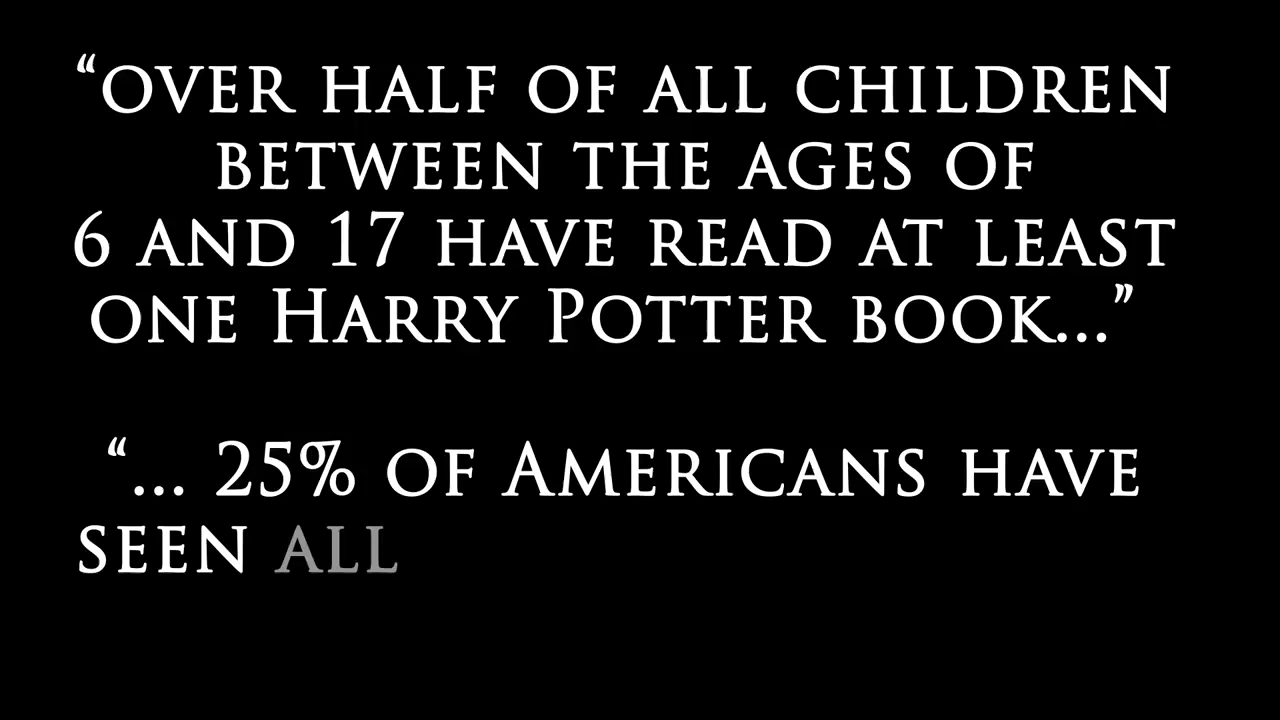 “OVER HALF OF ALL CHILDREN
BETWEEN THE AGES OF
6 AND 17 HAVE READ AT LEAST
ONE HARRY POTTER BOOK...”
“... 25% OF AMERICANS HAVE
SEEN ALL